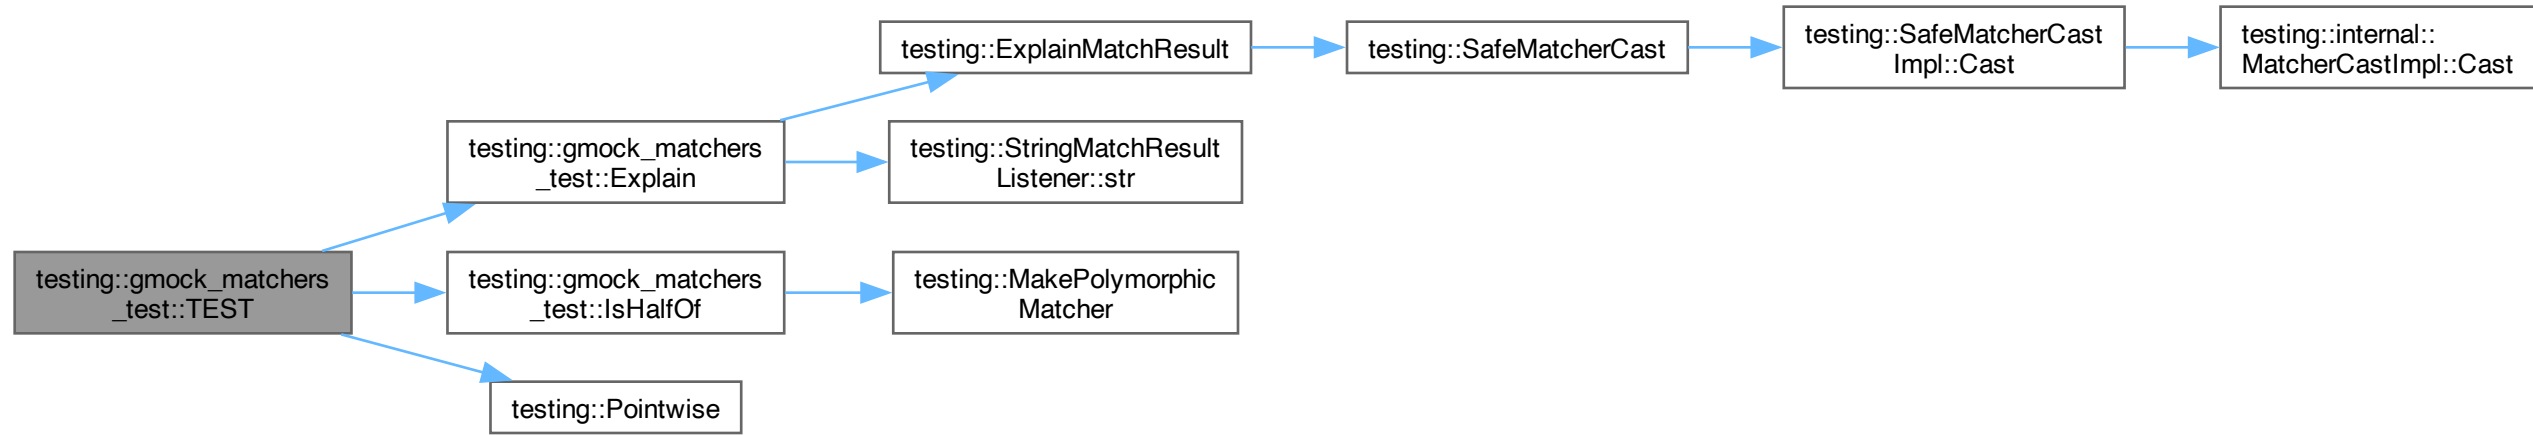 testing::gmock_matchers
_test::TEST
testing::gmock_matchers
_test::Explain
testing::ExplainMatchResult
testing::SafeMatcherCast
testing::SafeMatcherCast
Impl::Cast
testing::internal::
MatcherCastImpl::Cast
testing::StringMatchResult
Listener::str
testing::gmock_matchers
_test::IsHalfOf
testing::MakePolymorphic
Matcher
testing::Pointwise